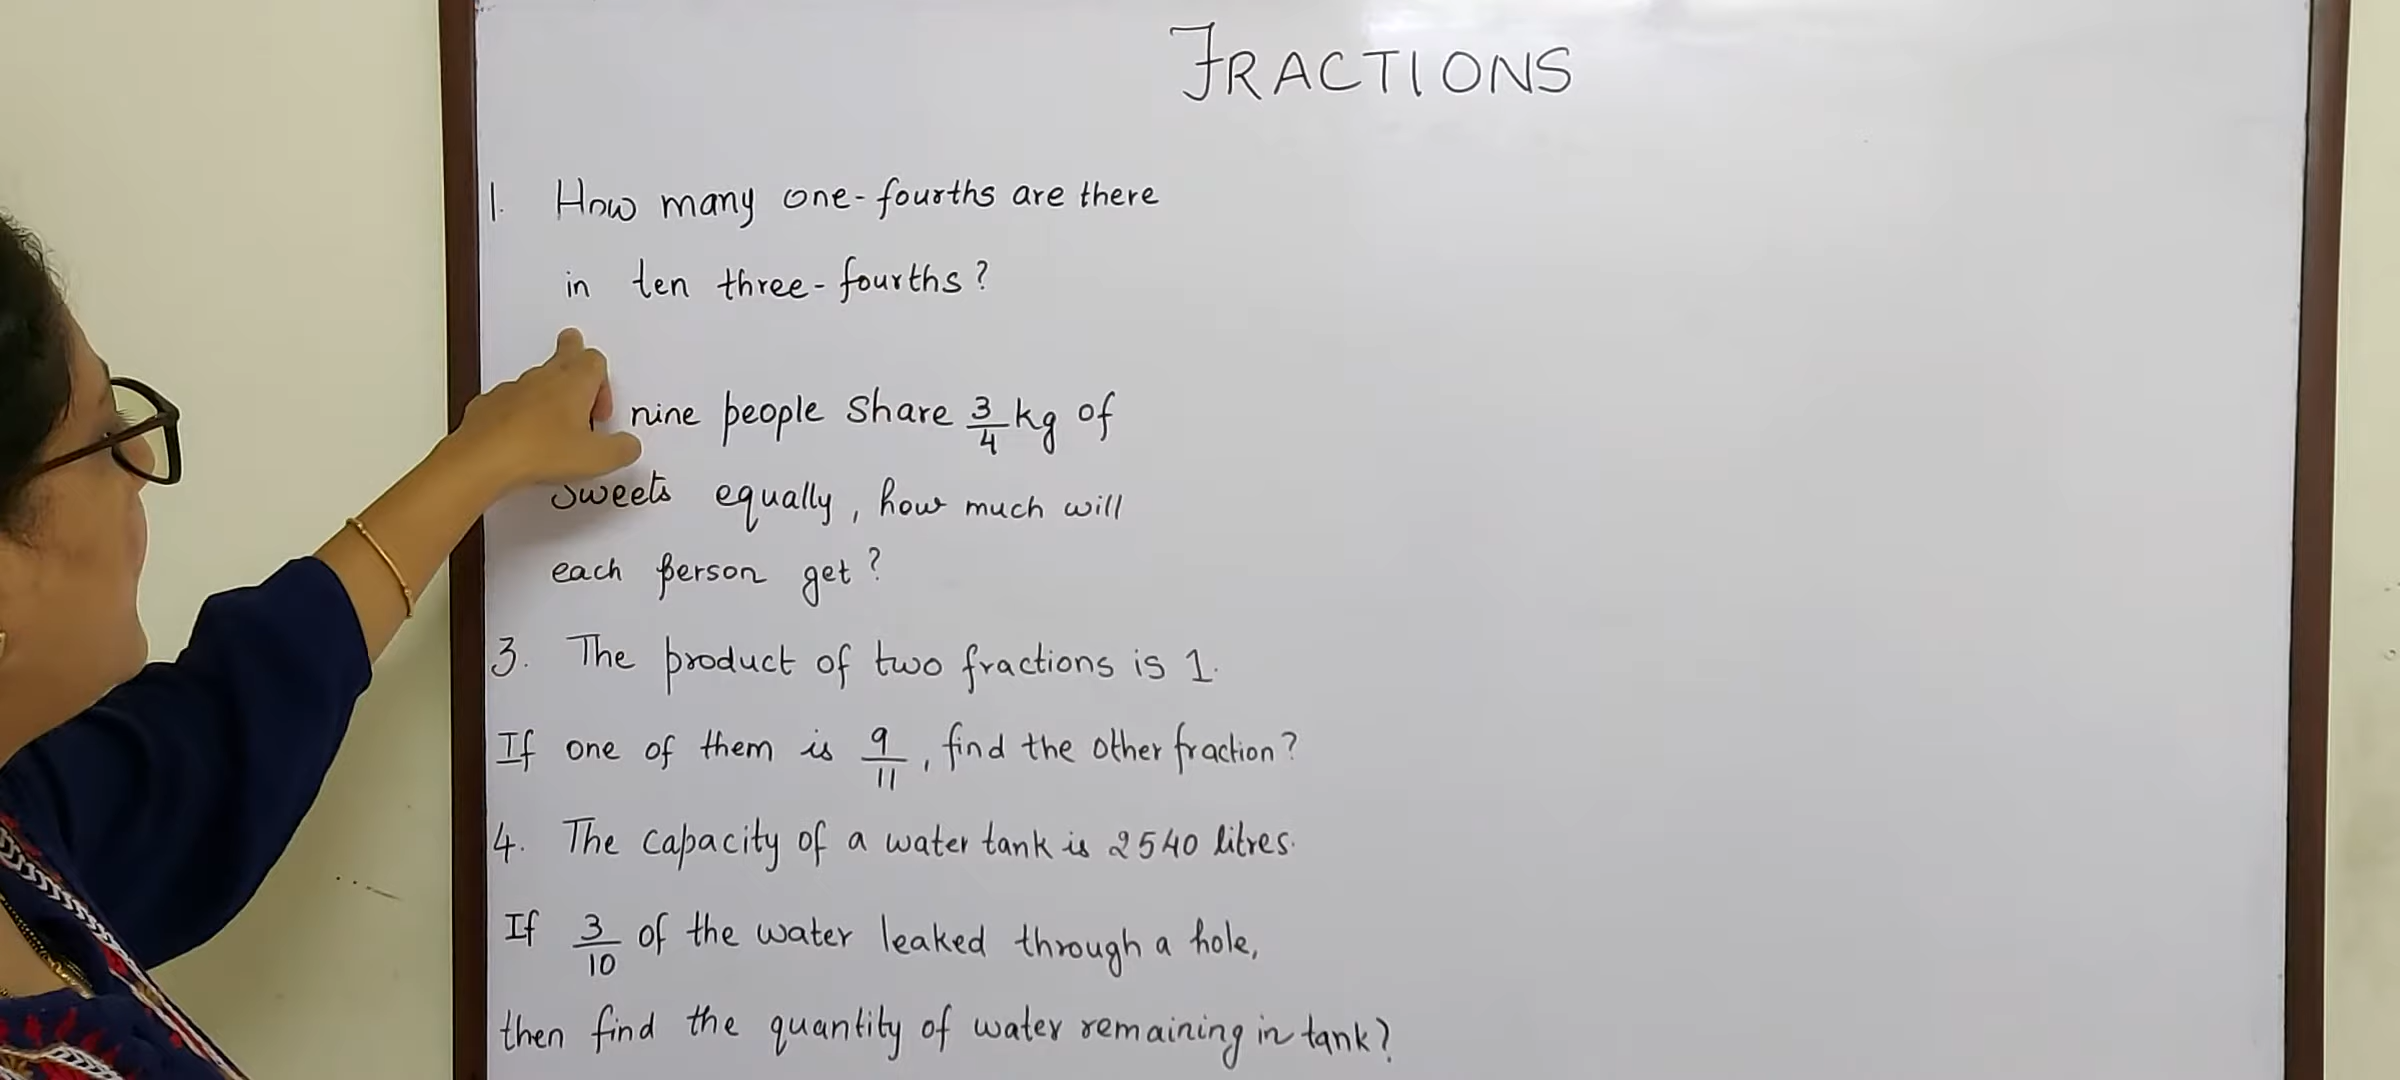 FRACTIONS
1. How many one-fourths are there
in ten three-fourths?
nine people share 3/4 kg of
sweets equally, how much will
each person get?
3. The product of two fractions is 1.
If one of them is 9/11, find the other fraction?
4. The capacity of a water tank is 2540 litres.
If 3/10 of the water leaked through a hole,
then find the quantity of water remaining in tank?